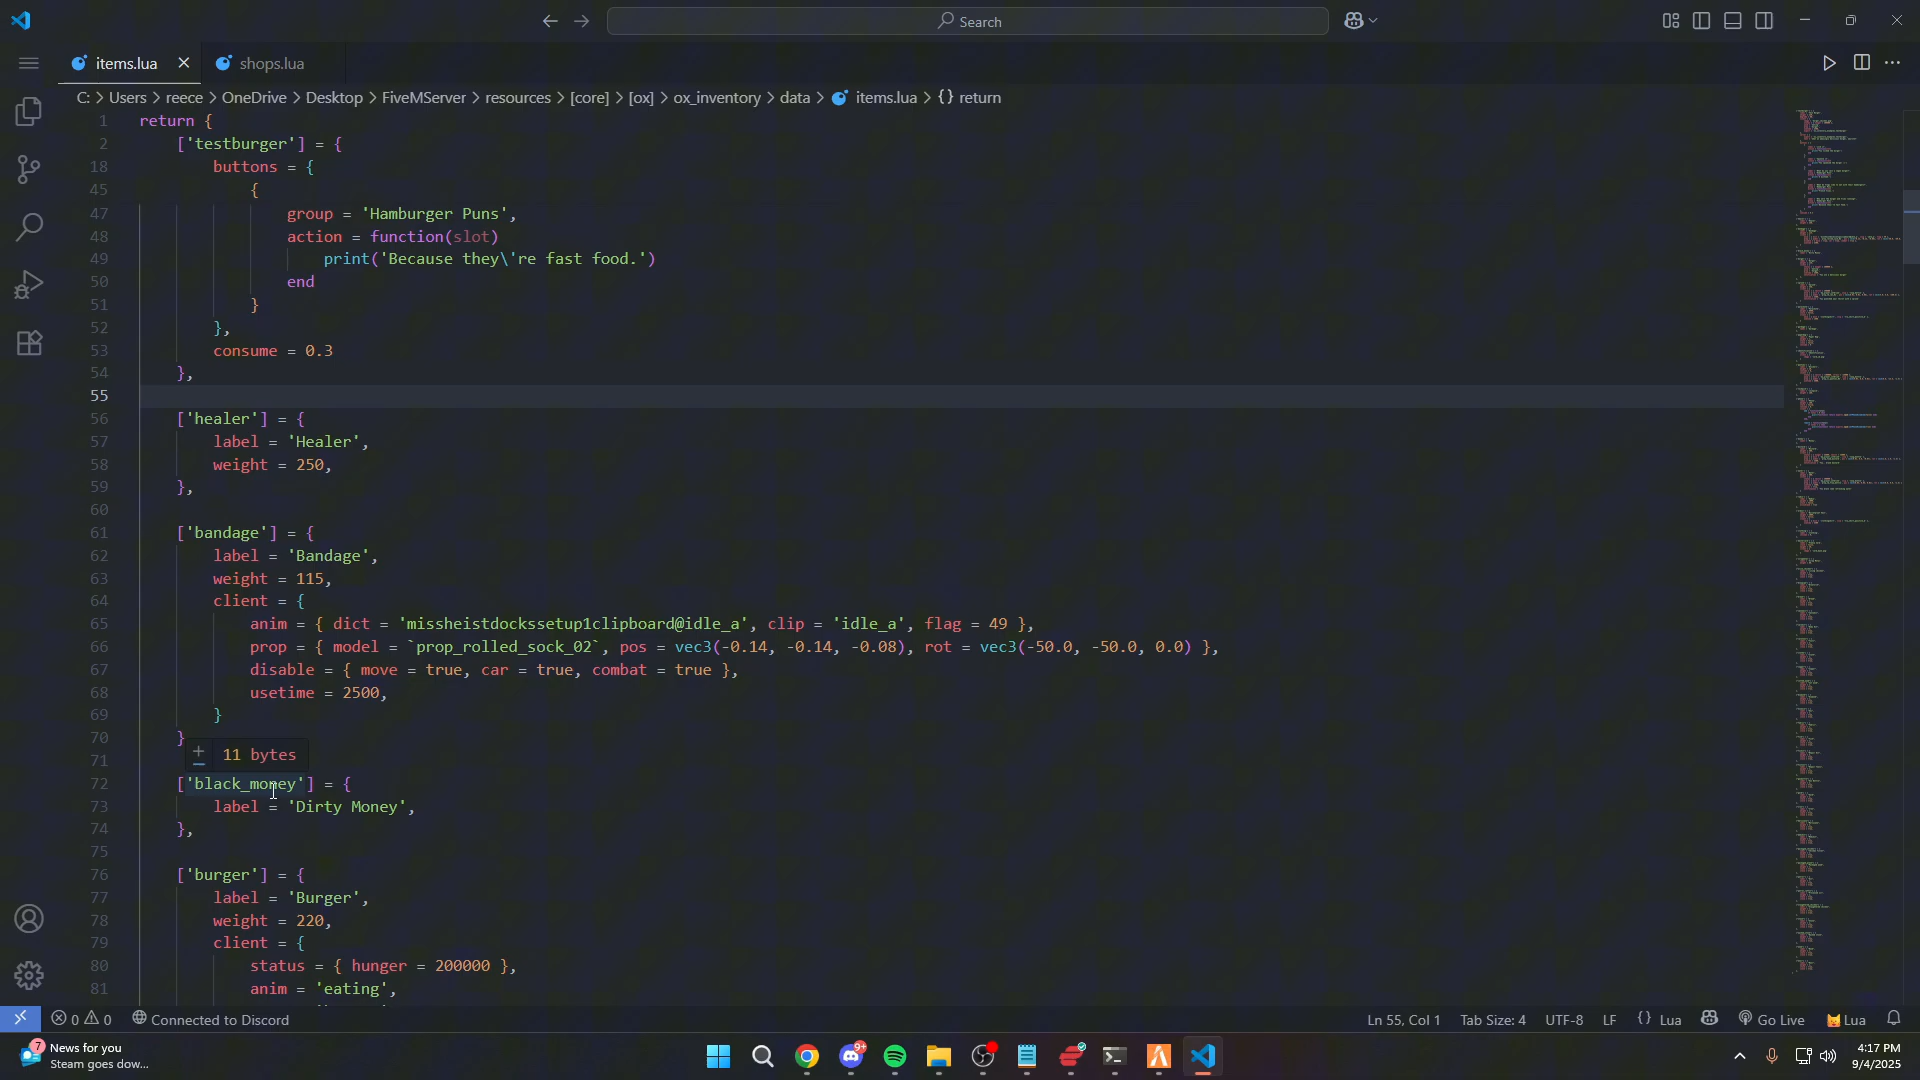 Search
items.lua
shops.lua
C: > Users > reece > OneDrive > Desktop > FiveMServer > resources > [core] > [ox] > ox_inventory > data > items.lua > {} return
1 return {
2 ['testburger'] = {
18 buttons = {
45 {
47 group = 'Hamburger Puns',
48 action = function(slot)
49 print('Because they\'re fast food.')
50 end
51 }
52 },
53 consume = 0.3
54 },
55
56 ['healer'] = {
57 label = 'Healer',
58 weight = 250,
59 },
60
61 ['bandage'] = {
62 label = 'Bandage',
63 weight = 115,
64 client = {
65 anim = { dict = 'missheistdockssetup1clipboard@idle_a', clip = 'idle_a', flag = 49 },
66 prop = { model = `prop_rolled_sock_02`, pos = vec3(-0.14, -0.14, -0.08), rot = vec3(-50.0, -50.0, 0.0) },
67 disable = { move = true, car = true, combat = true },
68 usetime = 2500,
69 }
70 }
+ 11 bytes
71
72 ['black_money'] = {
73 label = 'Dirty Money',
74 },
75
76 ['burger'] = {
77 label = 'Burger',
78 weight = 220,
79 client = {
80 status = { hunger = 200000 },
81 anim = 'eating',
0 0 Connected to Discord
Ln 55, Col 1 Tab Size: 4 UTF-8 LF {} Lua Go Live Lua
7 News for you
Steam goes dow...
9+
4:17 PM
9/4/2025